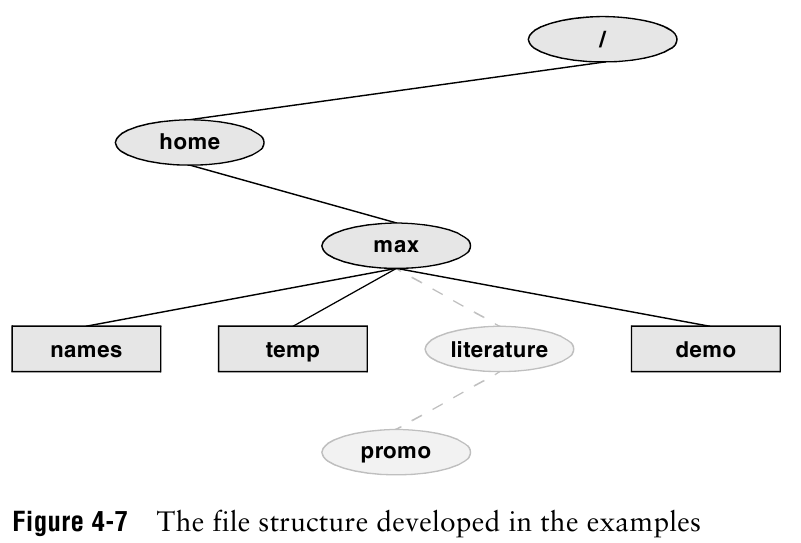 /
home
max
names temp literature demo
promo
Figure 4-7 The file structure developed in the examples